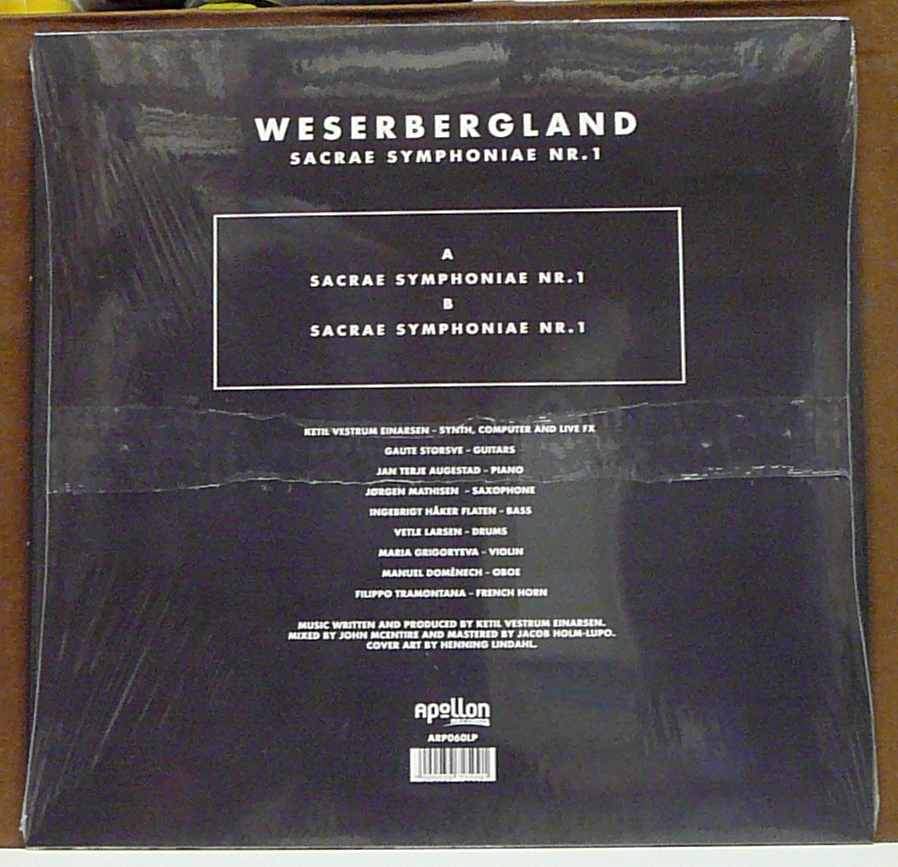 WESERBERGLAND
SACRAE SYMPHONIAE NR.1
A
SACRAE SYMPHONIAE NR.1
B
SACRAE SYMPHONIAE NR.1
KETIL VESTRUM EINARSEN – SYNTH, COMPUTER AND LIVE FX
GAUTE STORSVE – GUITARS
JAN TERJE AUGESTAD – PIANO
JØRGEN MATHISEN – SAXOPHONE
INGEBRIGT HÅKER FLATEN – BASS
VETLE LARSEN – DRUMS
MARIA GRIGORYEVA – VIOLIN
MANUEL DOMÈNECH – OBOE
FILIPPO TRAMONTANA – FRENCH HORN
MUSIC WRITTEN AND PRODUCED BY KETIL VESTRUM EINARSEN.
MIXED BY JOHN MCENTIRE AND MASTERED BY JACOB HOLM-LUPO.
COVER ART BY HENNING LINDAHL.
Apollon
ARP060LP